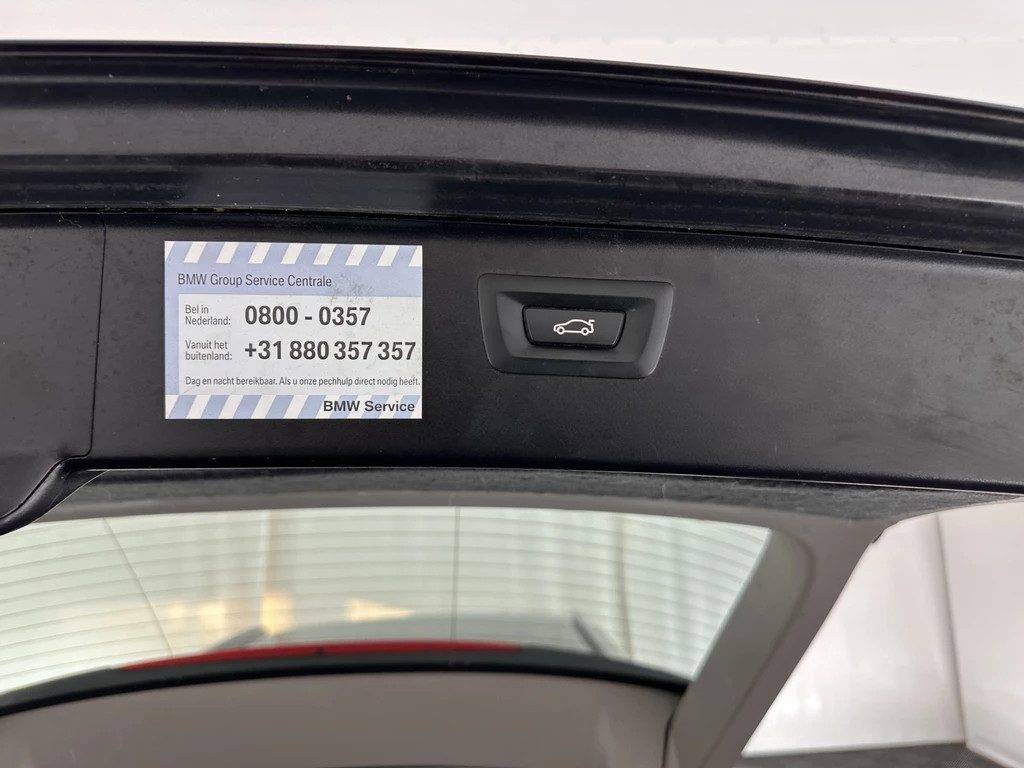 BMW Group Service Centrale
Bel in
Nederland: 0800 - 0357
Vanuit het
buitenland: +31 880 357 357
Dag en nacht bereikbaar. Als u onze pechhulp direct nodig heeft.
BMW Service